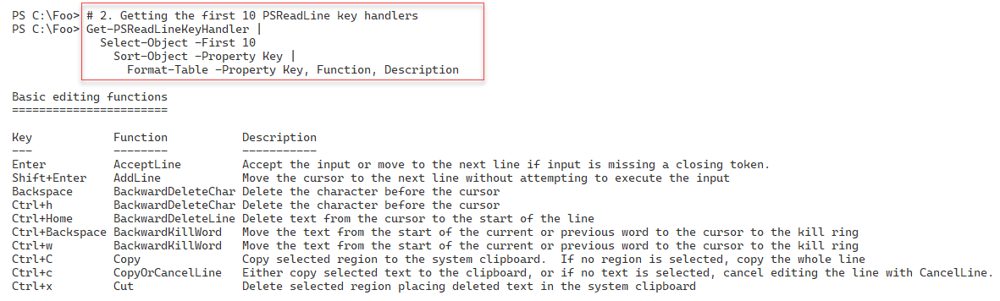 PS C:\Foo> # 2. Getting the first 10 PSReadLine key handlers
PS C:\Foo> Get-PSReadLineKeyHandler |
             Select-Object -First 10
               Sort-Object -Property Key |
                 Format-Table -Property Key, Function, Description

Basic editing functions
=======================

Key            Function           Description
---            --------           -----------
Enter          AcceptLine         Accept the input or move to the next line if input is missing a closing token.
Shift+Enter    AddLine            Move the cursor to the next line without attempting to execute the input
Backspace      BackwardDeleteChar Delete the character before the cursor
Ctrl+h         BackwardDeleteChar Delete the character before the cursor
Ctrl+Home      BackwardDeleteLine Delete text from the cursor to the start of the line
Ctrl+Backspace BackwardKillWord   Move the text from the start of the current or previous word to the cursor to the kill ring
Ctrl+w         BackwardKillWord   Move the text from the start of the current or previous word to the cursor to the kill ring
Ctrl+C         Copy               Copy selected region to the system clipboard.  If no region is selected, copy the whole line
Ctrl+c         CopyOrCancelLine   Either copy selected text to the clipboard, or if no text is selected, cancel editing the line with CancelLine.
Ctrl+x         Cut                Delete selected region placing deleted text in the system clipboard